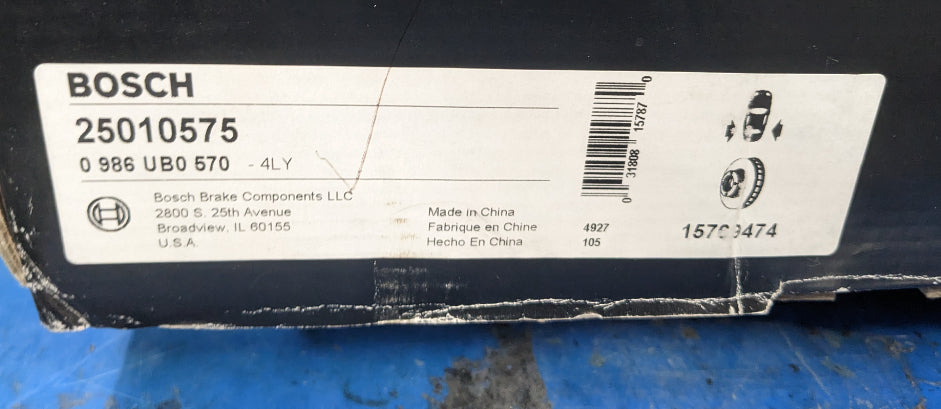 BOSCH
25010575
0 986 UB0 570 - 4LY
Bosch Brake Components LLC
2800 S. 25th Avenue
Broadview, IL 60155
U.S.A.
Made in China
Fabrique en Chine
Hecho En China
4927
105
0 31808 15787 0